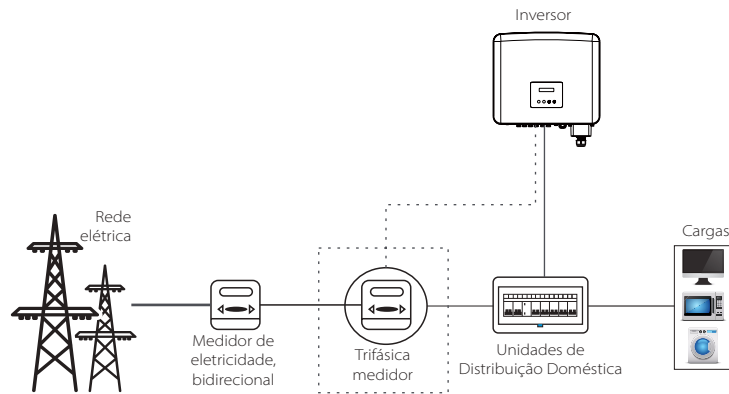 Inversor
Rede
elétrica
Cargas
Medidor de
eletricidade,
bidirecional
Trifásica
medidor
Unidades de
Distribuição Doméstica